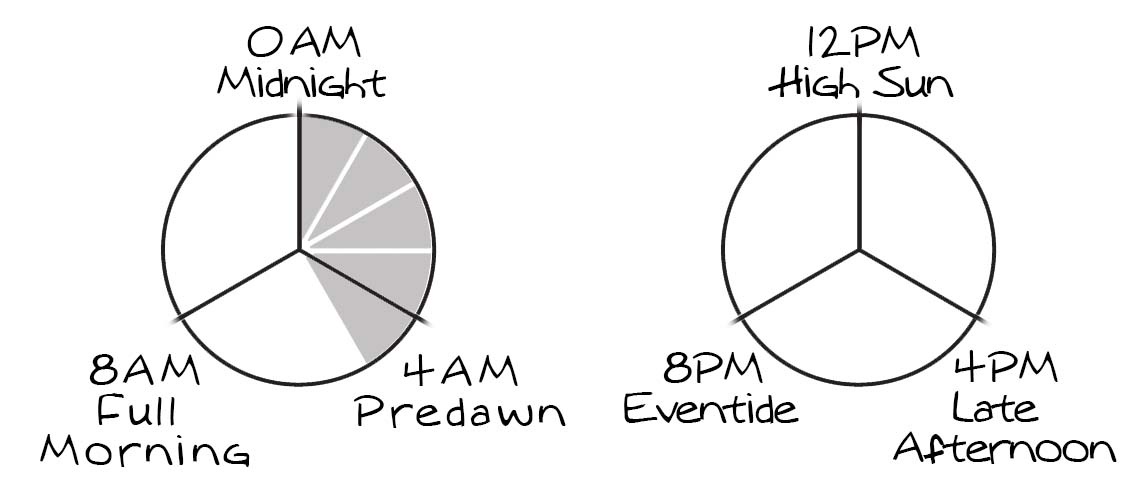 0AM
Midnight
12PM
High Sun
8AM
Full
Morning
4AM
Predawn
8PM
Eventide
4PM
Late
Afternoon